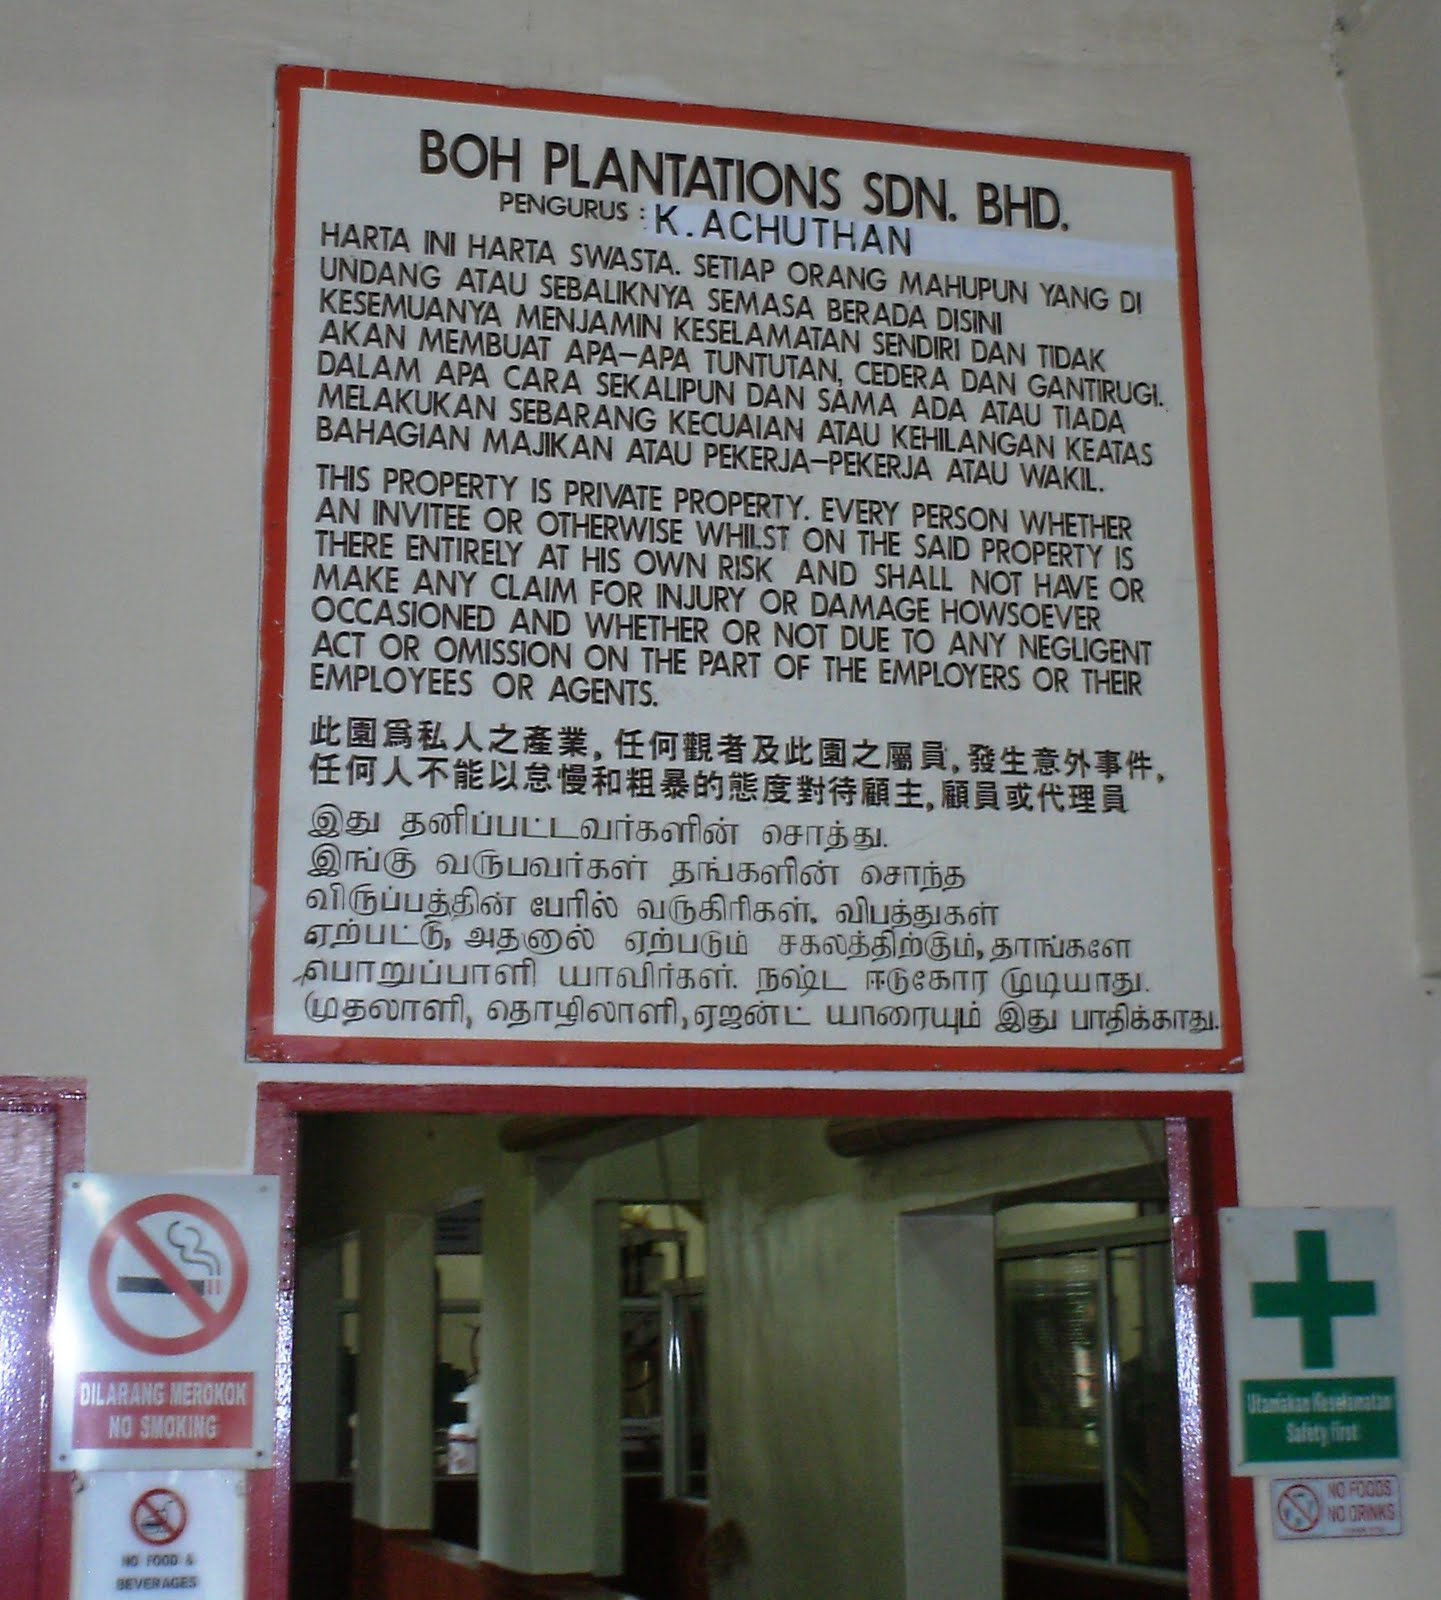 BOH PLANTATIONS SDN. BHD.
PENGURUS : K. ACHUTHAN
HARTA INI HARTA SWASTA. SETIAP ORANG MAHUPUN YANG DI
UNDANG ATAU SEBALIKNYA SEMASA BERADA DISINI
KESEMUANYA MENJAMIN KESELAMATAN SENDIRI DAN TIDAK
AKAN MEMBUAT APA-APA TUNTUTAN, CEDERA DAN GANTIRUGI.
DALAM APA CARA SEKALIPUN DAN SAMA ADA ATAU TIADA
MELAKUKAN SEBARANG KECUAIAN ATAU KEHILANGAN KEATAS
BAHAGIAN MAJIKAN ATAU PEKERJA-PEKERJA ATAU WAKIL.
THIS PROPERTY IS PRIVATE PROPERTY. EVERY PERSON WHETHER
AN INVITEE OR OTHERWISE WHILST ON THE SAID PROPERTY IS
THERE ENTIRELY AT HIS OWN RISK AND SHALL NOT HAVE OR
MAKE ANY CLAIM FOR INJURY OR DAMAGE HOWSOEVER
OCCASIONED AND WHETHER OR NOT DUE TO ANY NEGLIGENT
ACT OR OMISSION ON THE PART OF THE EMPLOYERS OR THEIR
EMPLOYEES OR AGENTS.
此園爲私人之產業，任何觀者及此園之屬員，發生意外事件，
任何人不能以怠慢和粗暴的態度對待顧主，顧員或代理員
இது தனிப்பட்டவர்களின் சொத்து.
இங்கு வருபவர்கள் தங்களின் சொந்த
விருப்பத்தின் பேரில் வருகிரிகள். விபத்துகள்
ஏற்பட்டு, அதனால் ஏற்படும் சகலத்திற்கும், தாங்களே
பொறுப்பாளி யாவிர்கள். நஷ்ட ஈடுகோர முடியாது.
முதலாளி, தொழிலாளி, ஏஜன்ட் யாரையும் இது பாதிக்காது.
DILARANG MEROKOK
NO SMOKING
NO FOOD &
BEVERAGES
Utamakan Keselamatan
Safety First
NO FOODS
NO DRINKS